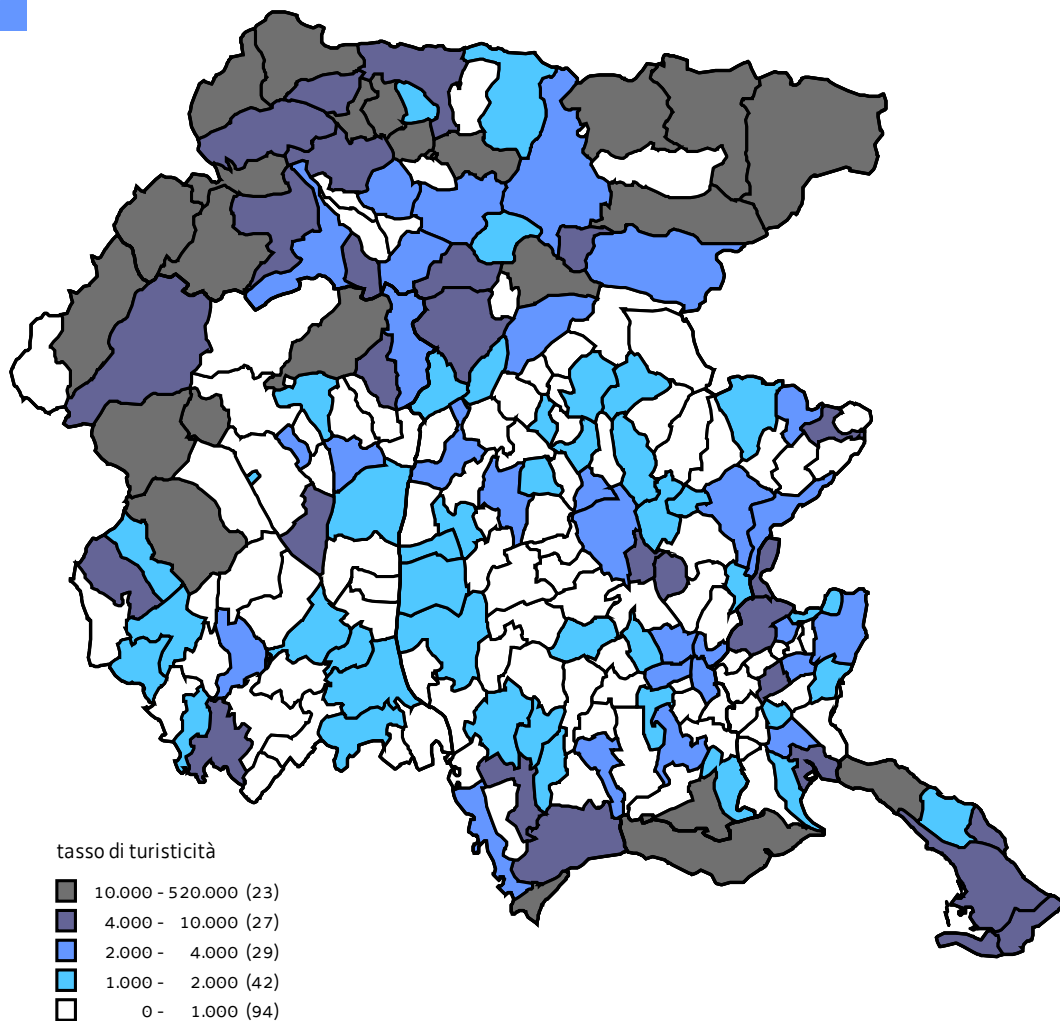 tasso di turisticità
10.000 - 520.000 (23)
4.000 - 10.000 (27)
2.000 - 4.000 (29)
1.000 - 2.000 (42)
0 - 1.000 (94)